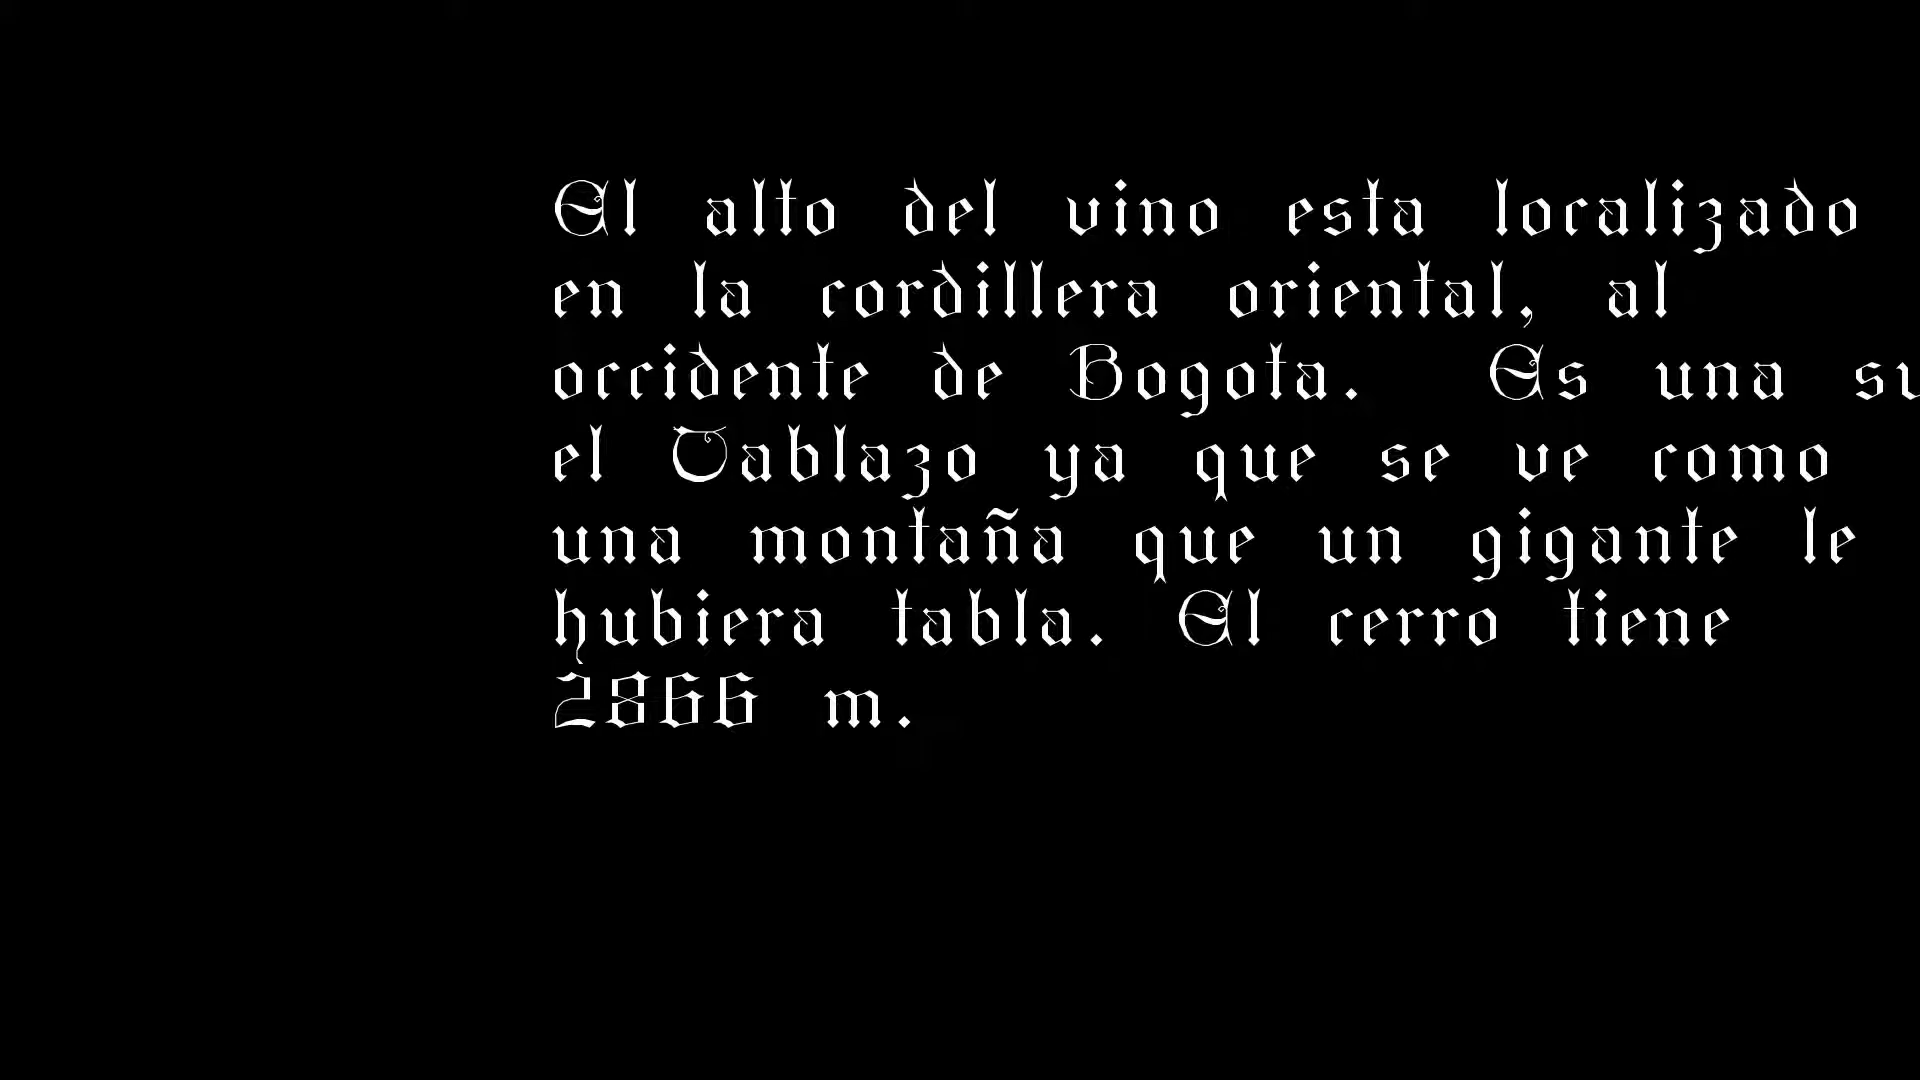 El alto del vino esta localizado
en la cordillera oriental, al
occidente de Bogota. Es una
el Tablazo ya que se ve como
una montaña que un gigante le
hubiera tabla. El cerro tiene
2866 m.